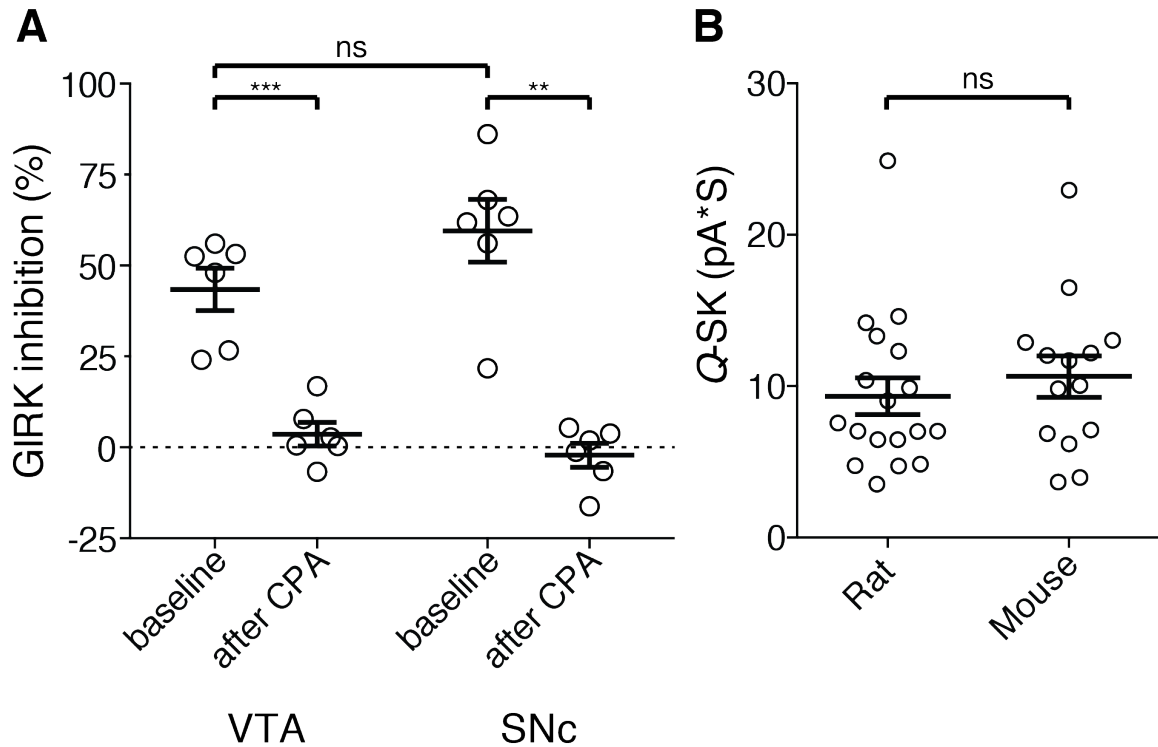 A
ns
***
**
100
75
50
25
0
-25
GIRK inhibition (%)
baseline
after CPA
baseline
after CPA
VTA
SNc
B
ns
30
20
10
0
Q-SK (pA*S)
Rat
Mouse